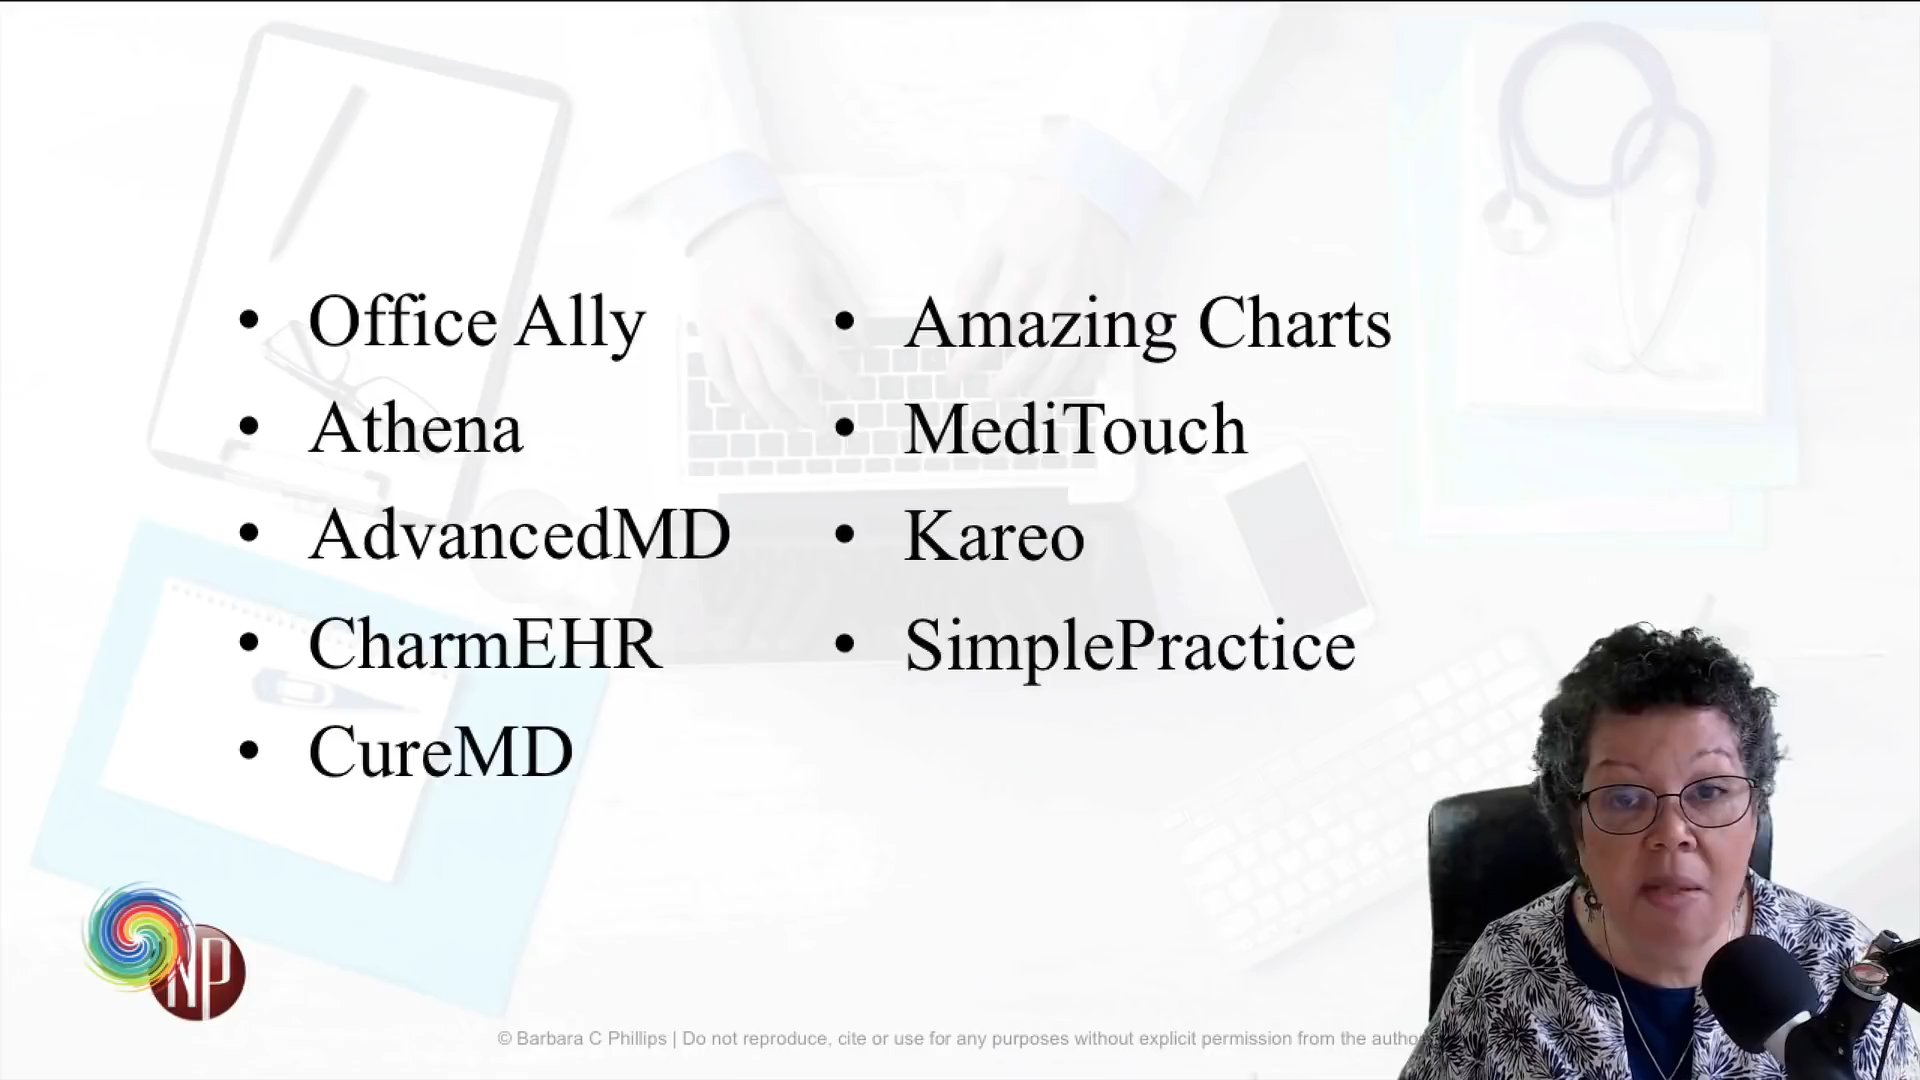 • Office Ally
• Athena
• AdvancedMD
• CharmEHR
• CureMD
• Amazing Charts
• MediTouch
• Kareo
• SimplePractice
NP
© Barbara C Phillips | Do not reproduce, cite or use for any purposes without explicit permission from the